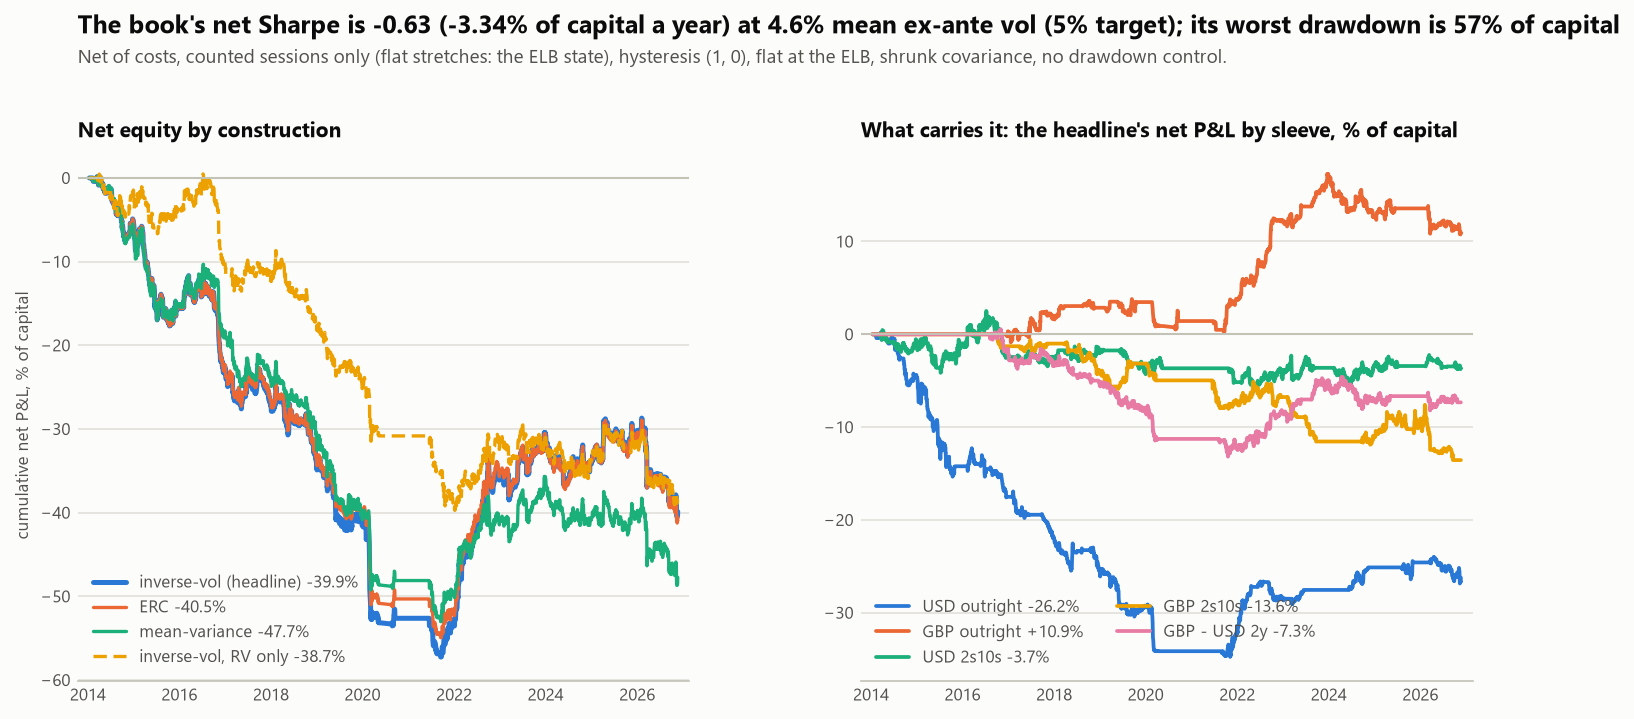 The book's net Sharpe is -0.63 (-3.34% of capital a year) at 4.6% mean ex-ante vol (5% target); its worst drawdown is 57% of capital
Net of costs, counted sessions only (flat stretches: the ELB state), hysteresis (1, 0), flat at the ELB, shrunk covariance, no drawdown control.
Net equity by construction
cumulative net P&L, % of capital
0
−10
−20
−30
−40
−50
−60
inverse-vol (headline) -39.9%
ERC -40.5%
mean-variance -47.7%
inverse-vol, RV only -38.7%
2014 2016 2018 2020 2022 2024 2026
What carries it: the headline's net P&L by sleeve, % of capital
10
0
−10
−20
−30
USD outright -26.2%
GBP outright +10.9%
USD 2s10s -3.7%
GBP 2s10s -13.6%
GBP - USD 2y -7.3%
2014 2016 2018 2020 2022 2024 2026